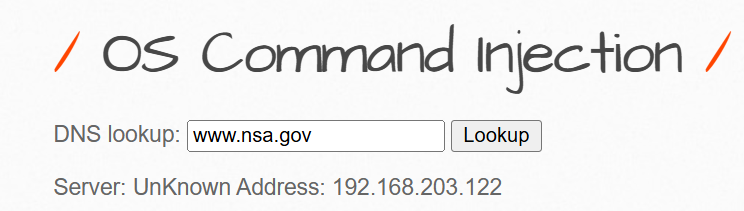 / OS Command Injection /
DNS lookup: www.nsa.gov Lookup
Server: UnKnown Address: 192.168.203.122